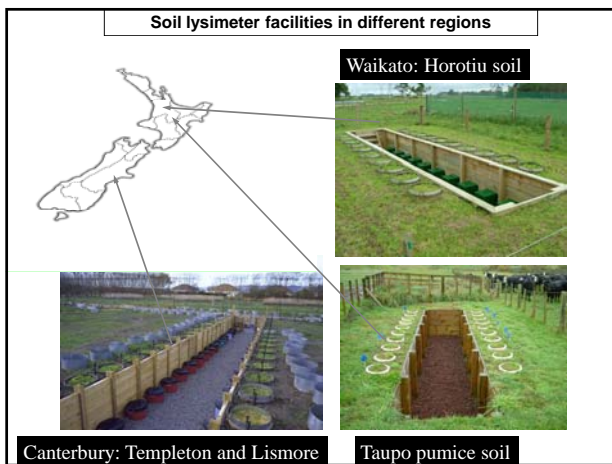 Soil lysimeter facilities in different regions
Waikato: Horotiu soil
Canterbury: Templeton and Lismore
Taupo pumice soil